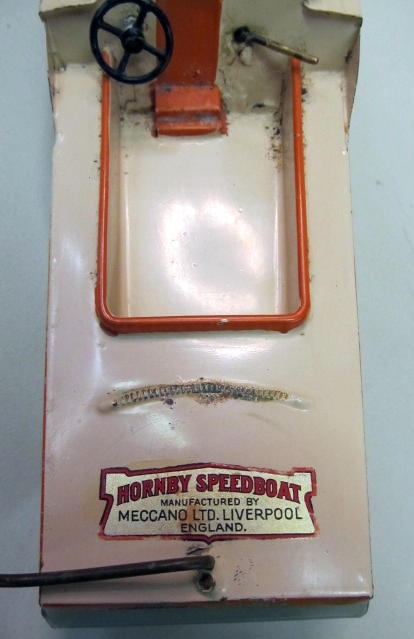 HORNBY SPEEDBOAT
MANUFACTURED BY
MECCANO LTD. LIVERPOOL
ENGLAND.